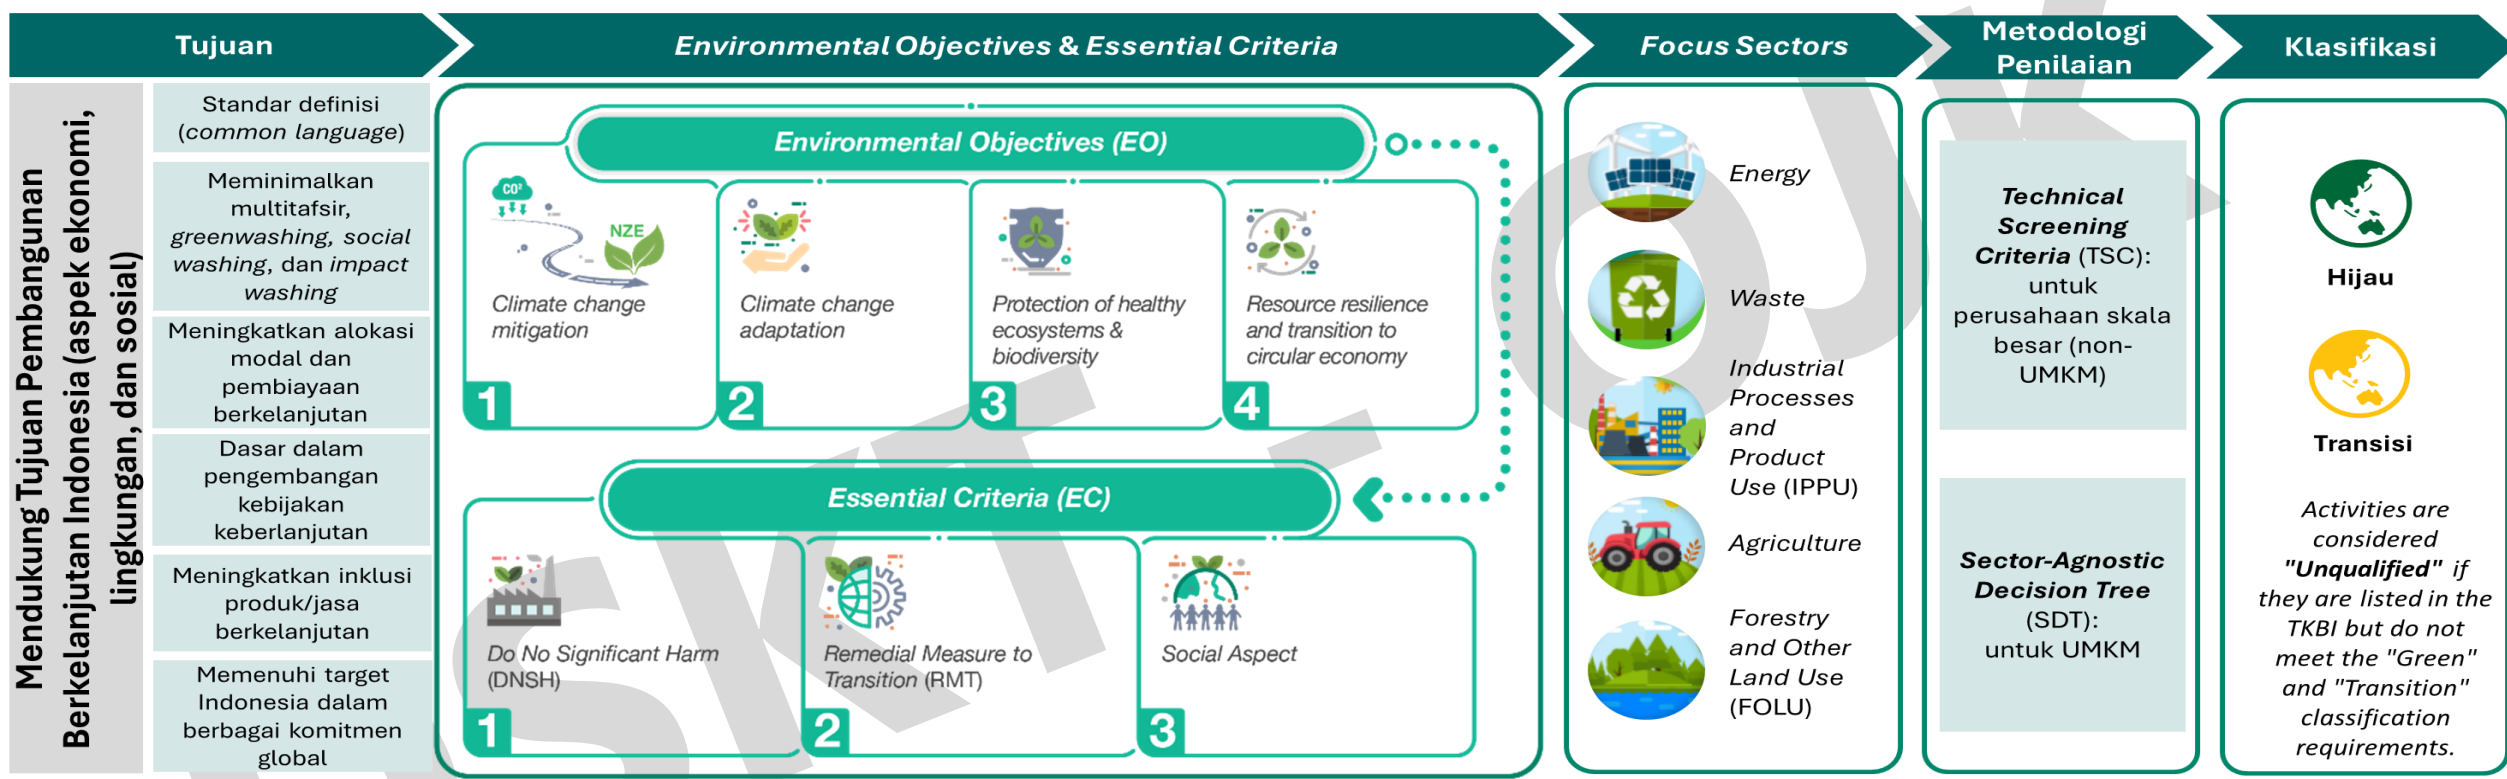 Tujuan
Environmental Objectives & Essential Criteria
Focus Sectors
Metodologi
Penilaian
Klasifikasi
Mendukung Tujuan Pembangunan
Berkelanjutan Indonesia (aspek ekonomi,
lingkungan, dan sosial)
Standar definisi
(common language)
Meminimalkan
multitafsir,
greenwashing, social
washing, dan impact
washing
Meningkatkan alokasi
modal dan
pembiayaan
berkelanjutan
Dasar dalam
pengembangan
kebijakan
keberlanjutan
Meningkatkan inklusi
produk/jasa
berkelanjutan
Memenuhi target
Indonesia dalam
berbagai komitmen
global
Environmental Objectives (EO)
CO²
NZE
Climate change
mitigation
1
Climate change
adaptation
2
Protection of healthy
ecosystems &
biodiversity
3
Resource resilience
and transition to
circular economy
4
Essential Criteria (EC)
Do No Significant Harm
(DNSH)
1
Remedial Measure to
Transition (RMT)
2
Social Aspect
3
Energy
Waste
Industrial
Processes
and
Product
Use (IPPU)
Agriculture
Forestry
and Other
Land Use
(FOLU)
Technical
Screening
Criteria (TSC):
untuk
perusahaan skala
besar (non-
UMKM)
Sector-Agnostic
Decision Tree
(SDT):
untuk UMKM
Hijau
Transisi
Activities are
considered
"Unqualified" if
they are listed in the
TKBI but do not
meet the "Green"
and "Transition"
classification
requirements.